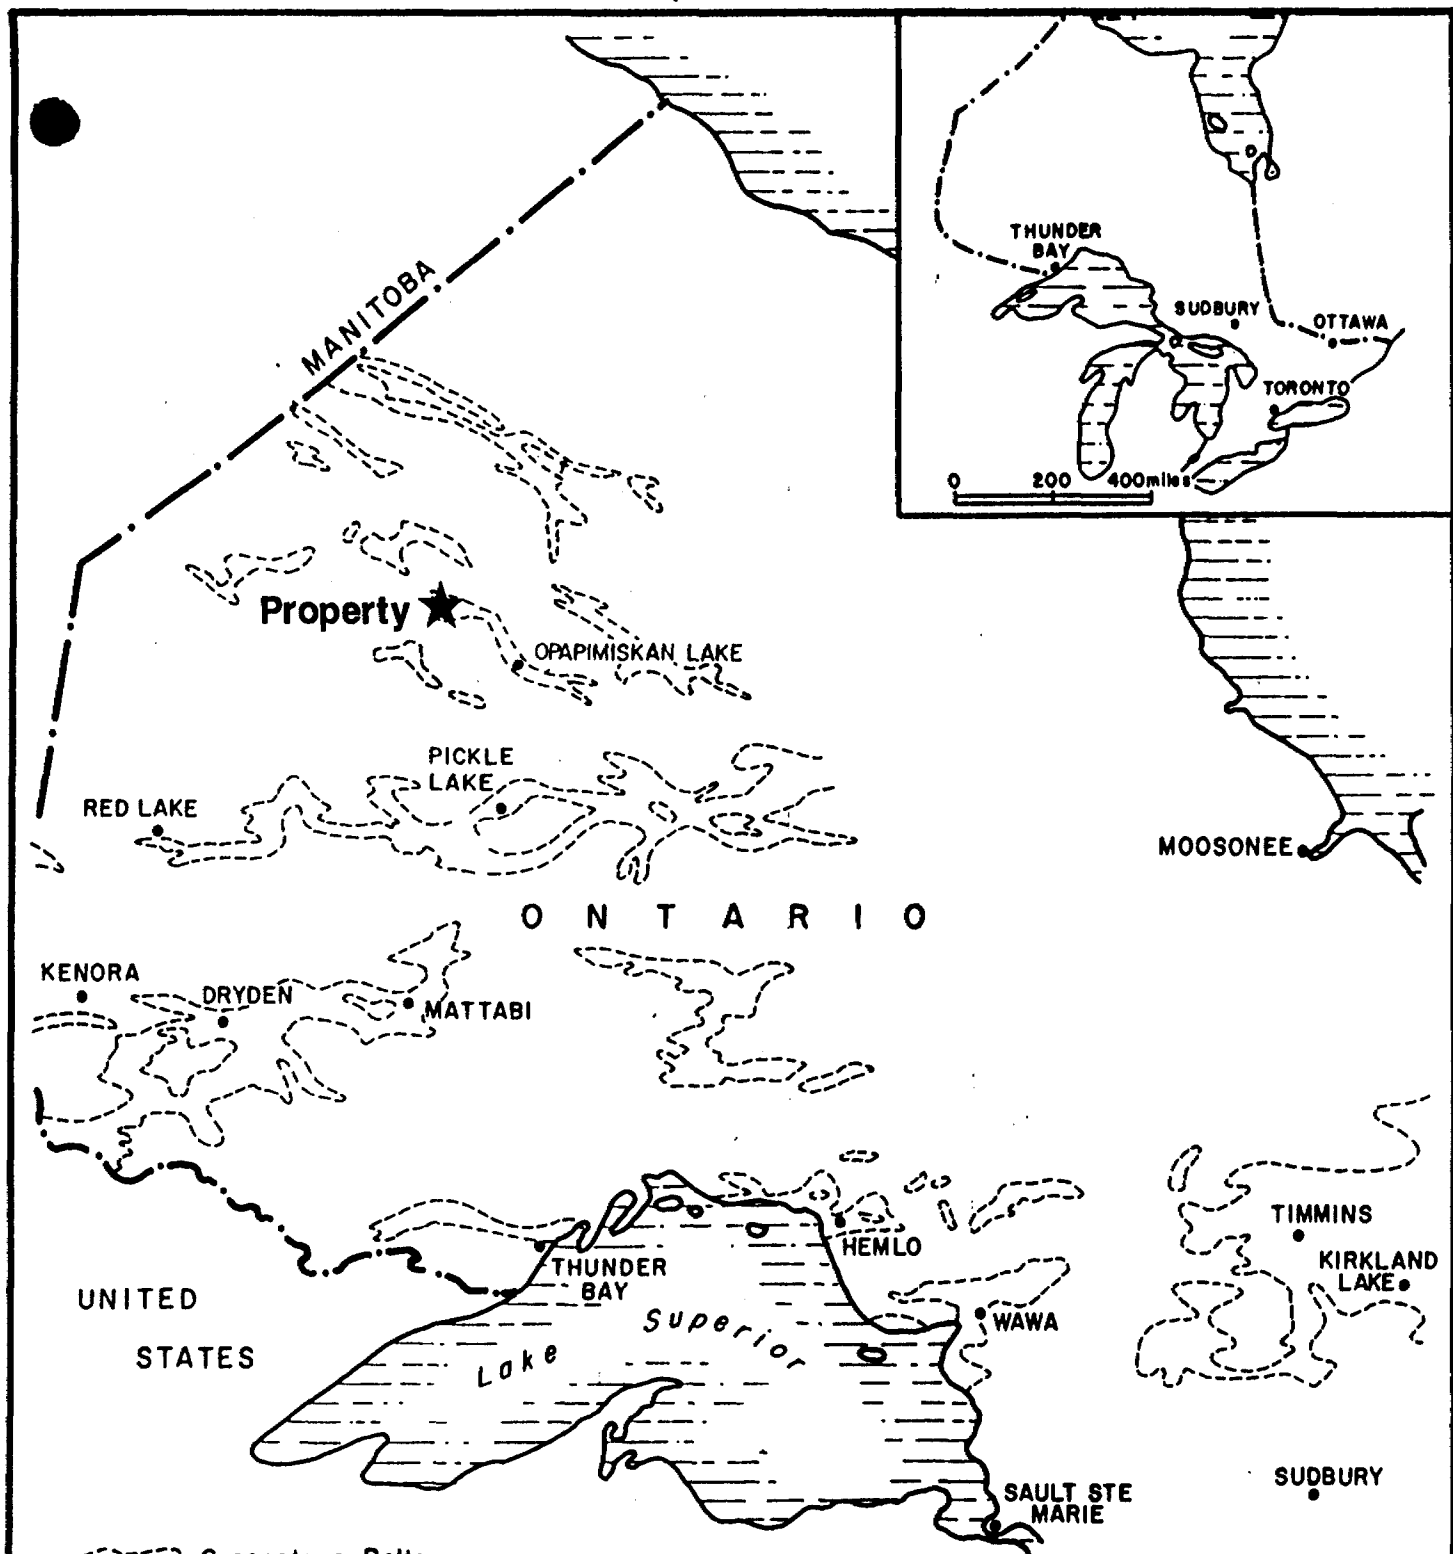 THUNDER
BAY
SUDBURY
OTTAWA
TORONTO
0 200 400miles
MANITOBA
Property
OPAPIMISKAN LAKE
PICKLE
LAKE
RED LAKE
MOOSONEE
ONTARIO
KENORA
DRYDEN
MATTABI
TIMMINS
KIRKLAND
LAKE
HEMLO
THUNDER
BAY
UNITED
STATES
Lake Superior
WAWA
SUDBURY
SAULT STE
MARIE